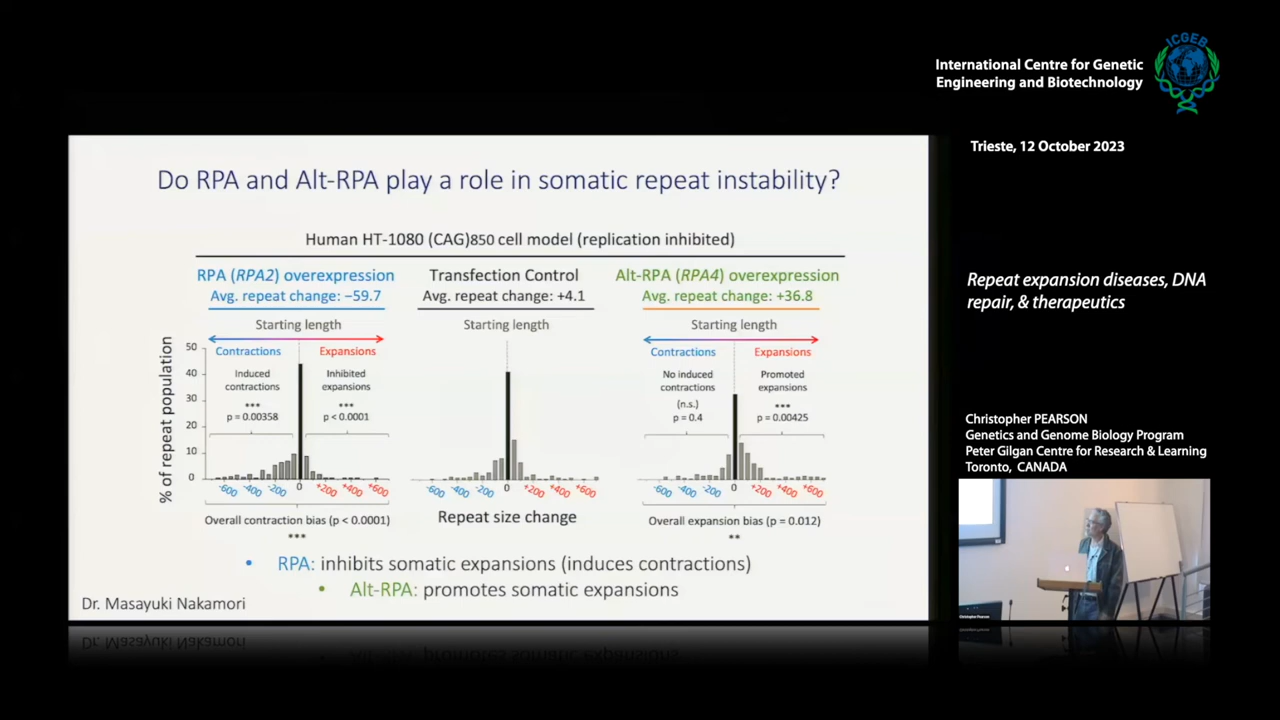 ICGEB
International Centre for Genetic
Engineering and Biotechnology
Trieste, 12 October 2023
Do RPA and Alt-RPA play a role in somatic repeat instability?
Human HT-1080 (CAG)850 cell model (replication inhibited)
RPA (RPA2) overexpression
Avg. repeat change: −59.7
Starting length
Contractions
Expansions
Induced
contractions
***
p = 0.00358
Inhibited
expansions
***
p < 0.0001
% of repeat population
50
40
30
20
10
0
-600
-400
-200
0
+200
+400
+600
Overall contraction bias (p < 0.0001)
***
Transfection Control
Avg. repeat change: +4.1
Starting length
-600
-400
-200
0
+200
+400
+600
Repeat size change
Alt-RPA (RPA4) overexpression
Avg. repeat change: +36.8
Starting length
Contractions
Expansions
No induced
contractions
(n.s.)
p = 0.4
Promoted
expansions
***
p = 0.00425
-600
-400
-200
0
+200
+400
+600
Overall expansion bias (p = 0.012)
**
• RPA: inhibits somatic expansions (induces contractions)
• Alt-RPA: promotes somatic expansions
Dr. Masayuki Nakamori
Repeat expansion diseases, DNA
repair, & therapeutics
Christopher PEARSON
Genetics and Genome Biology Program
Peter Gilgan Centre for Research & Learning
Toronto, CANADA
Christopher Pearson